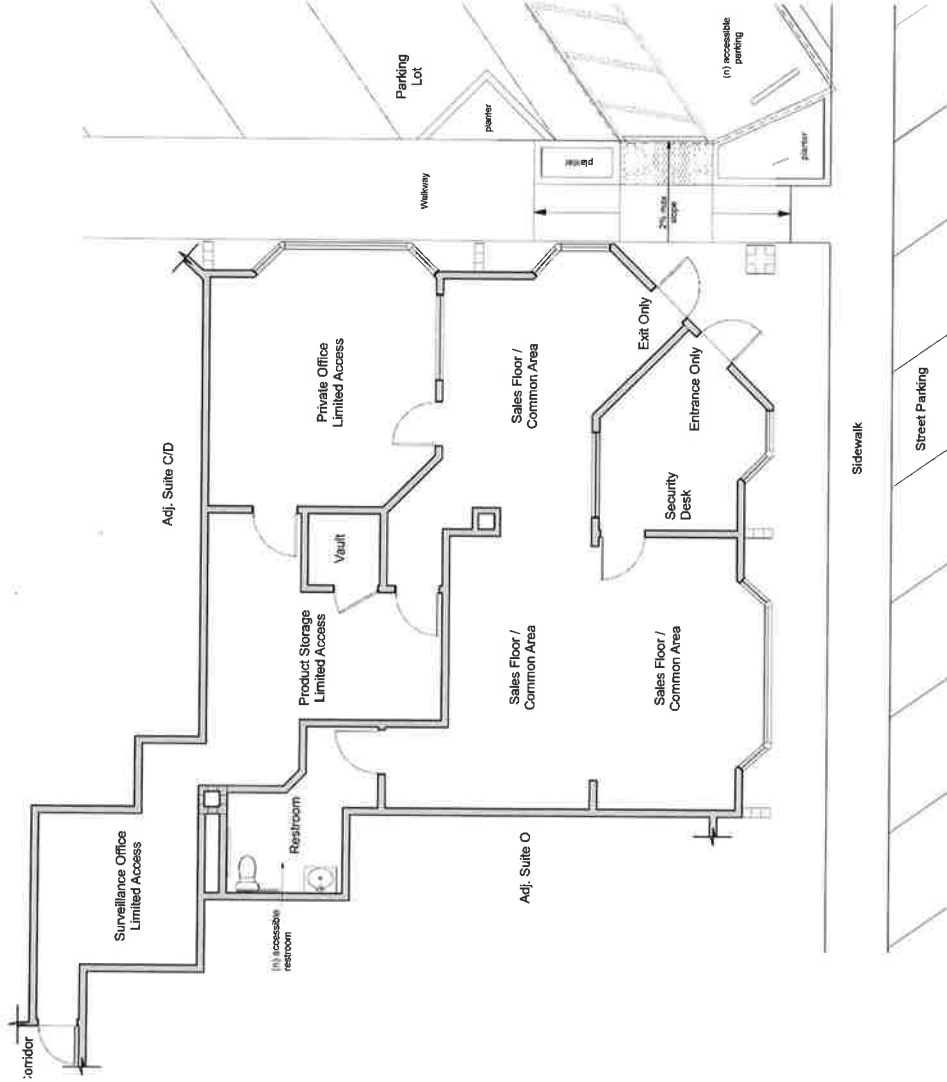 Corridor
Surveillance Office
Limited Access
(n) accessible
restroom
Restroom
Adj. Suite C/D
Product Storage
Limited Access
Vault
Private Office
Limited Access
Adj. Suite O
Sales Floor /
Common Area
Sales Floor /
Common Area
Sales Floor /
Common Area
Security
Desk
Entrance Only
Exit Only
Walkway
Parking
Lot
planter
planter
2% max
slope
planter
(n) accessible
parking
Sidewalk
Street Parking